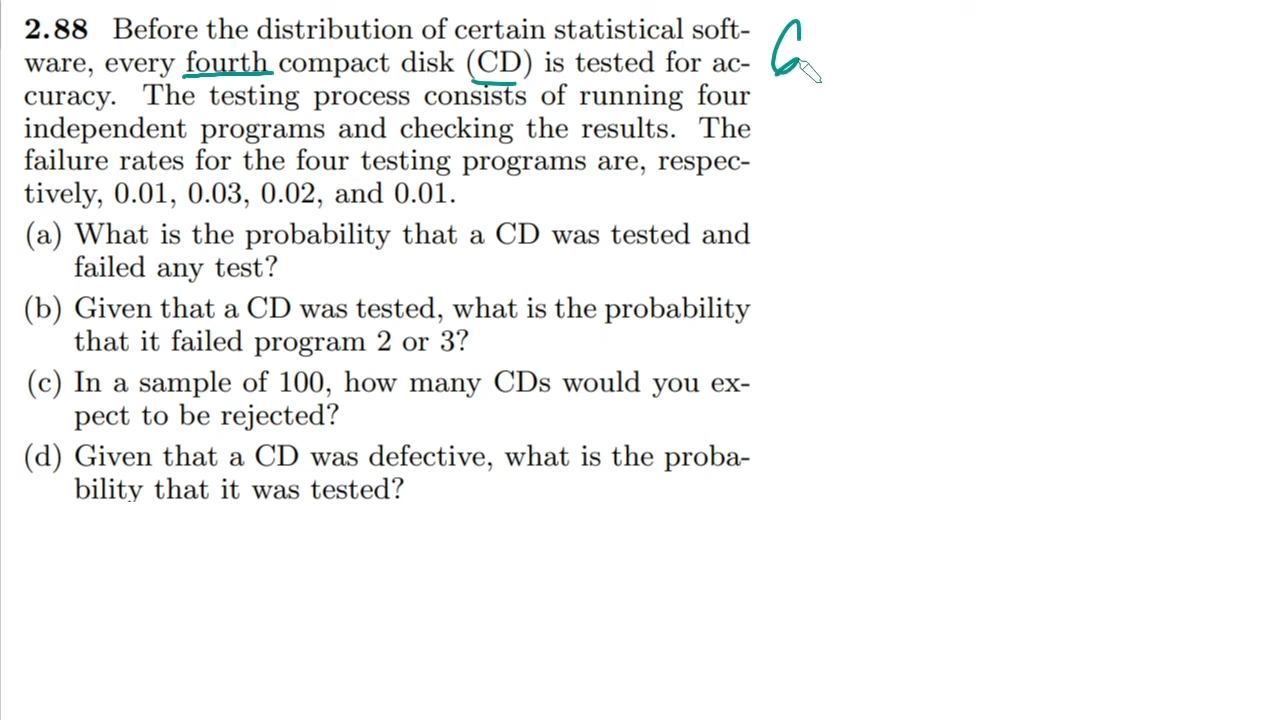 2.88 Before the distribution of certain statistical soft-
ware, every fourth compact disk (CD) is tested for ac-
curacy. The testing process consists of running four
independent programs and checking the results. The
failure rates for the four testing programs are, respec-
tively, 0.01, 0.03, 0.02, and 0.01.
(a) What is the probability that a CD was tested and
failed any test?
(b) Given that a CD was tested, what is the probability
that it failed program 2 or 3?
(c) In a sample of 100, how many CDs would you ex-
pect to be rejected?
(d) Given that a CD was defective, what is the proba-
bility that it was tested?